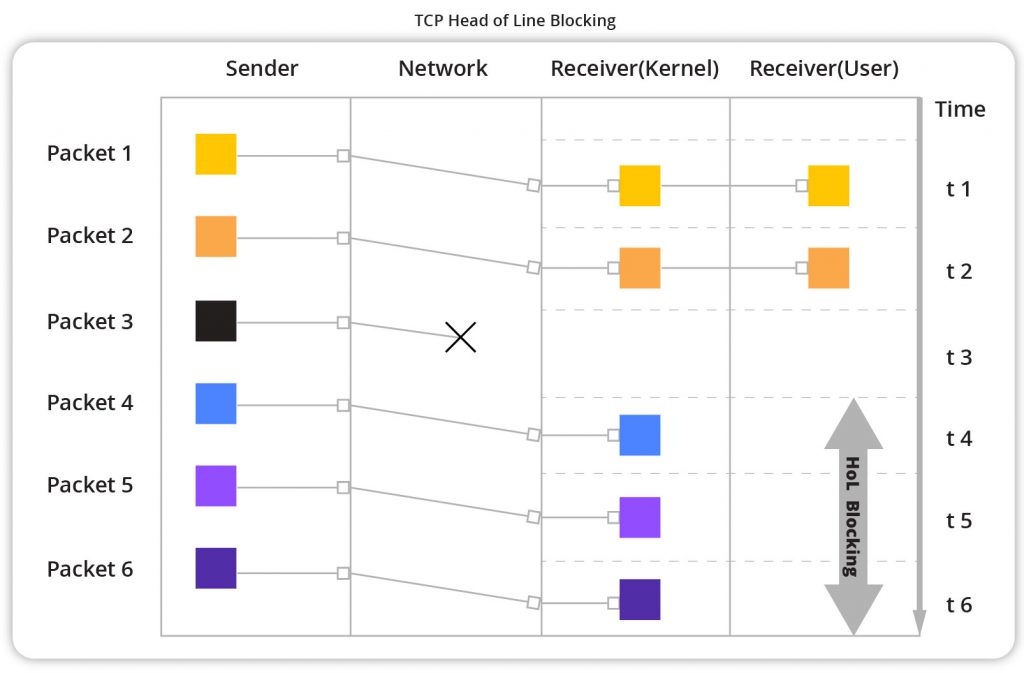 TCP Head of Line Blocking
Sender Network Receiver(Kernel) Receiver(User)
Time
Packet 1
t 1
Packet 2
t 2
Packet 3
t 3
Packet 4
t 4
HoL Blocking
Packet 5
t 5
Packet 6
t 6